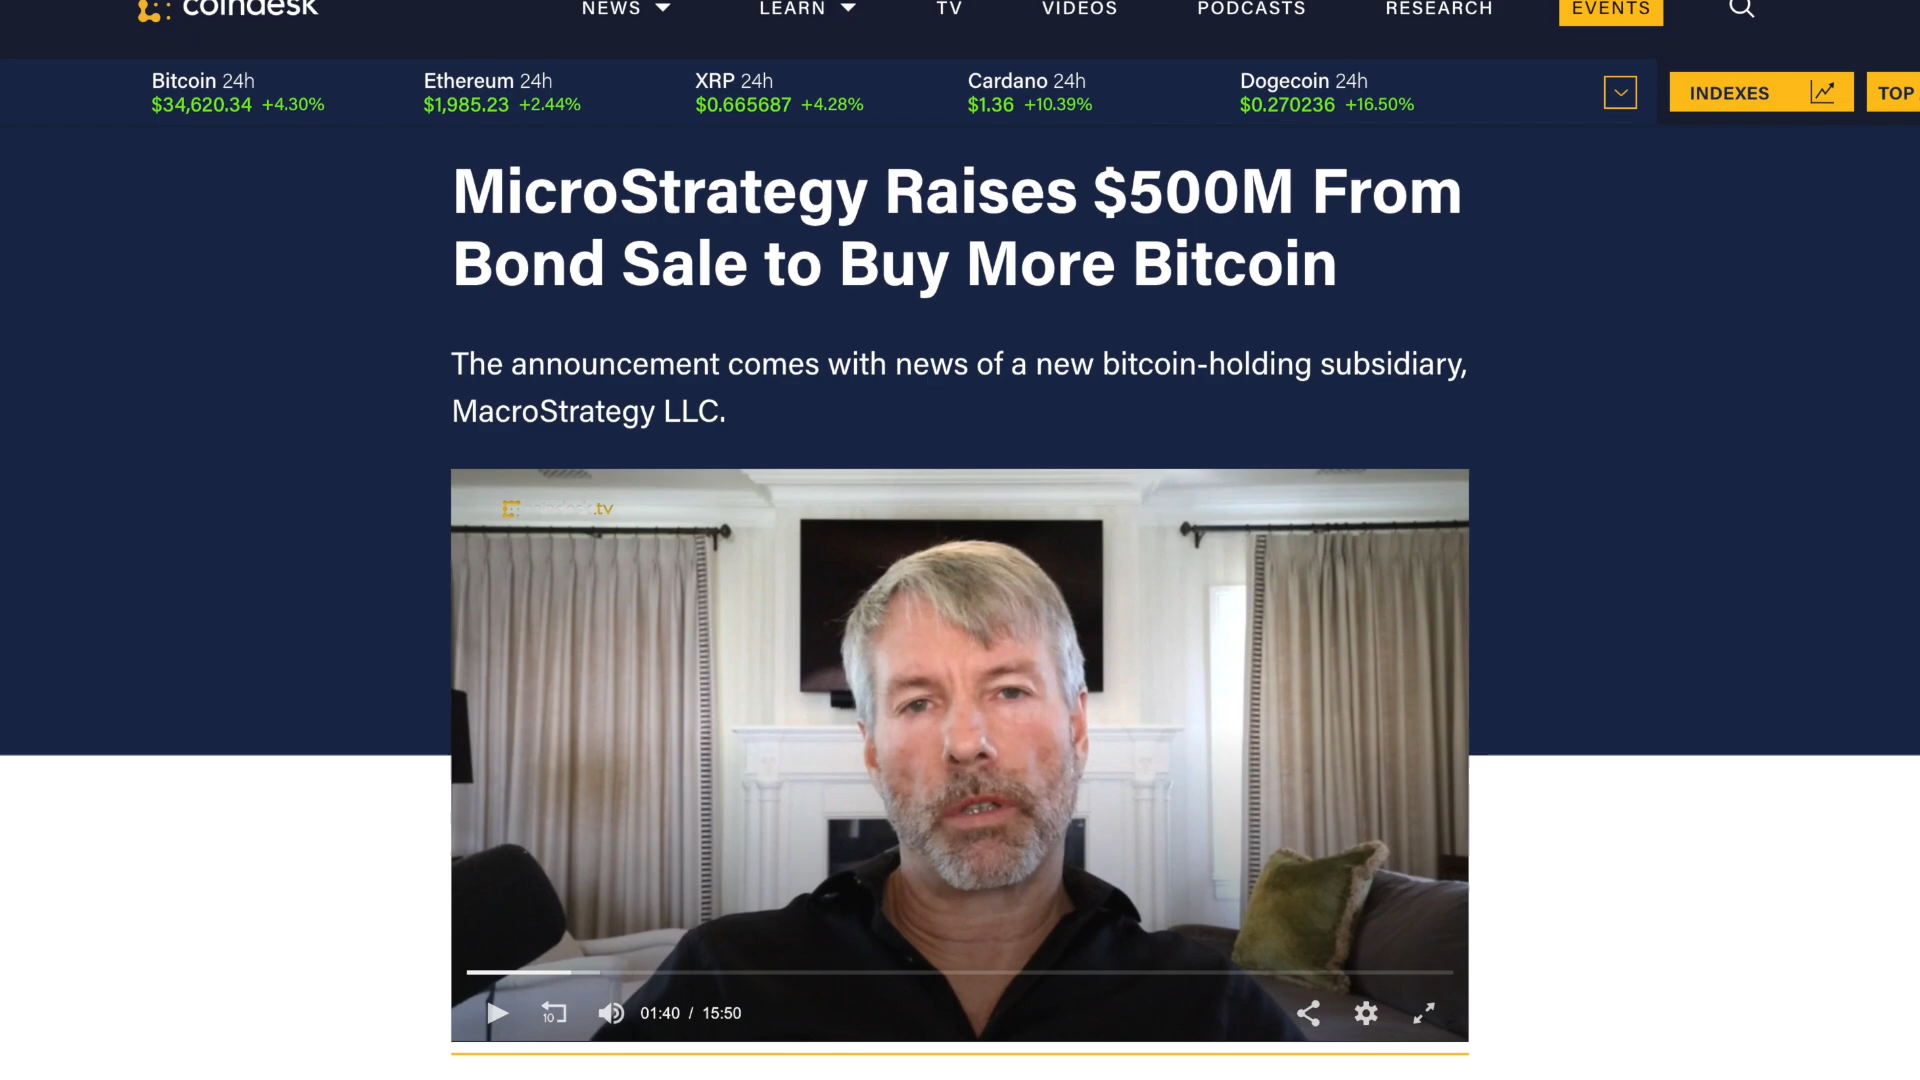 coindesk
NEWS LEARN TV VIDEOS PODCASTS RESEARCH EVENTS
Bitcoin 24h Ethereum 24h XRP 24h Cardano 24h Dogecoin 24h
$34,620.34 +4.30% $1,985.23 +2.44% $0.665687 +4.28% $1.36 +10.39% $0.270236 +16.50%
INDEXES TOP
MicroStrategy Raises $500M From
Bond Sale to Buy More Bitcoin
The announcement comes with news of a new bitcoin-holding subsidiary,
MacroStrategy LLC.
.tv
10 01:40 / 15:50